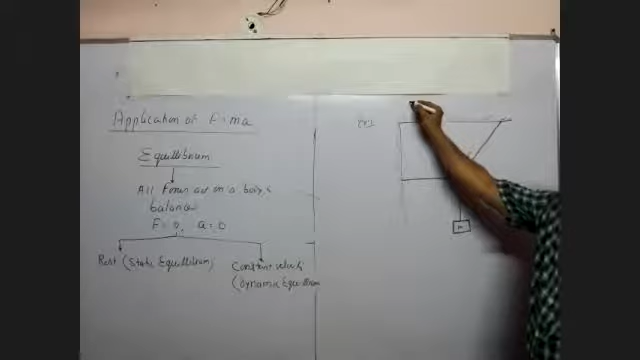 Application of F=ma
Equilibrium
All Forces act on a body is
balance
F=0, a=0
Rest (Static Equilibrium)
Constant velocity
(Dynamic Equilibrium
m